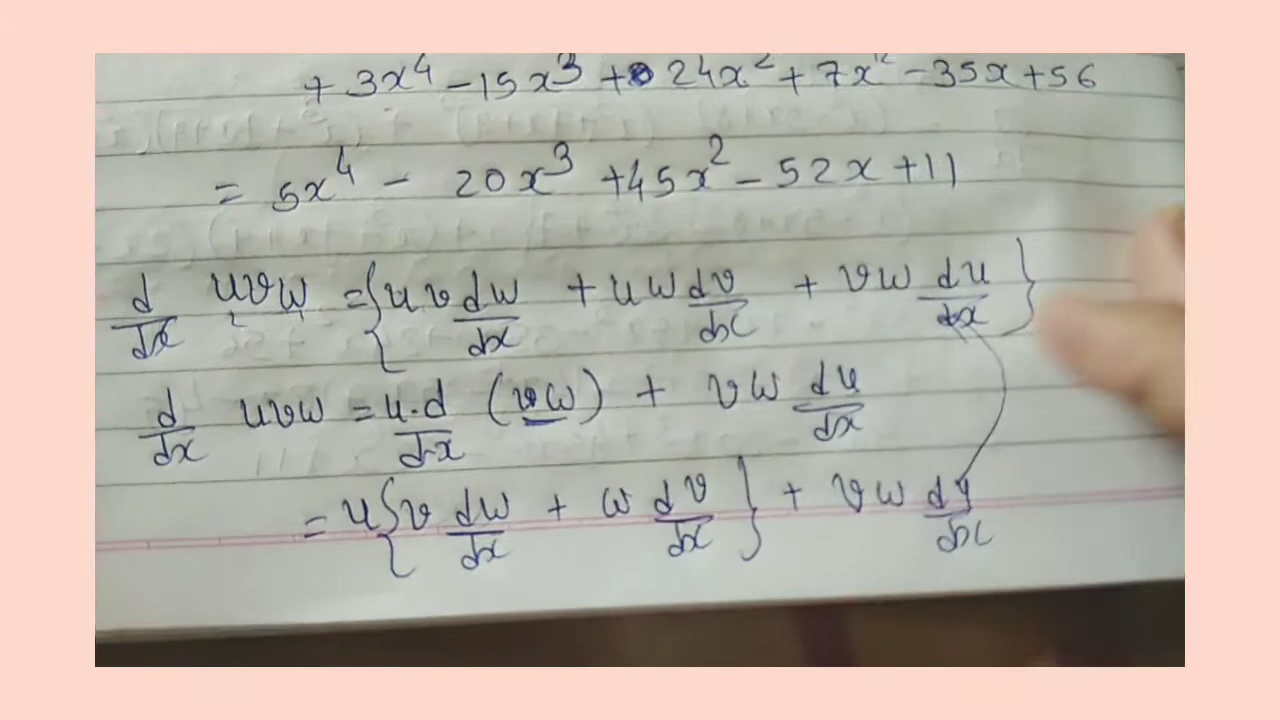 + 3x⁴ - 15x³ + 24x² + 7x² - 35x + 56
= 5x⁴ - 20x³ + 45x² - 52x + 11
d/dx uvw = {uv dw/dx + uw dv/dx + vw du/dx}
d/dx uvw = u.d/dx (vw) + vw du/dx
= u{v dw/dx + w dv/dx} + vw du/dx